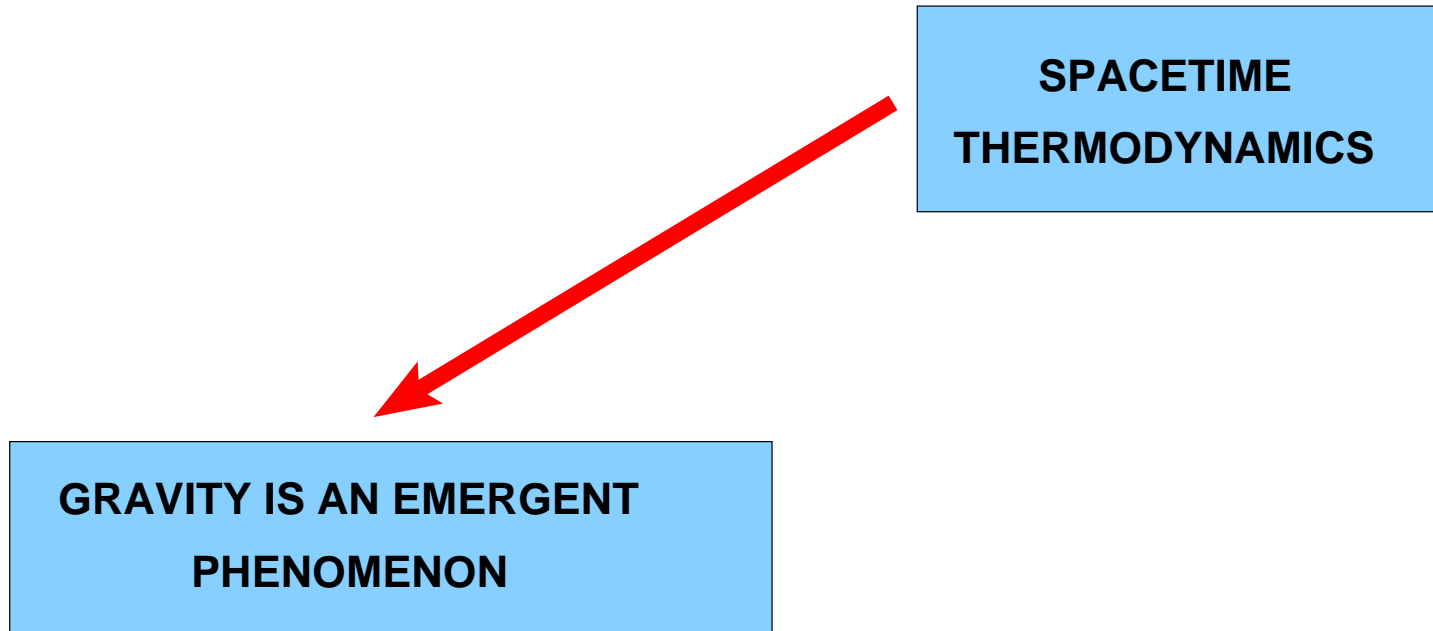 SPACETIME
THERMODYNAMICS
GRAVITY IS AN EMERGENT
PHENOMENON